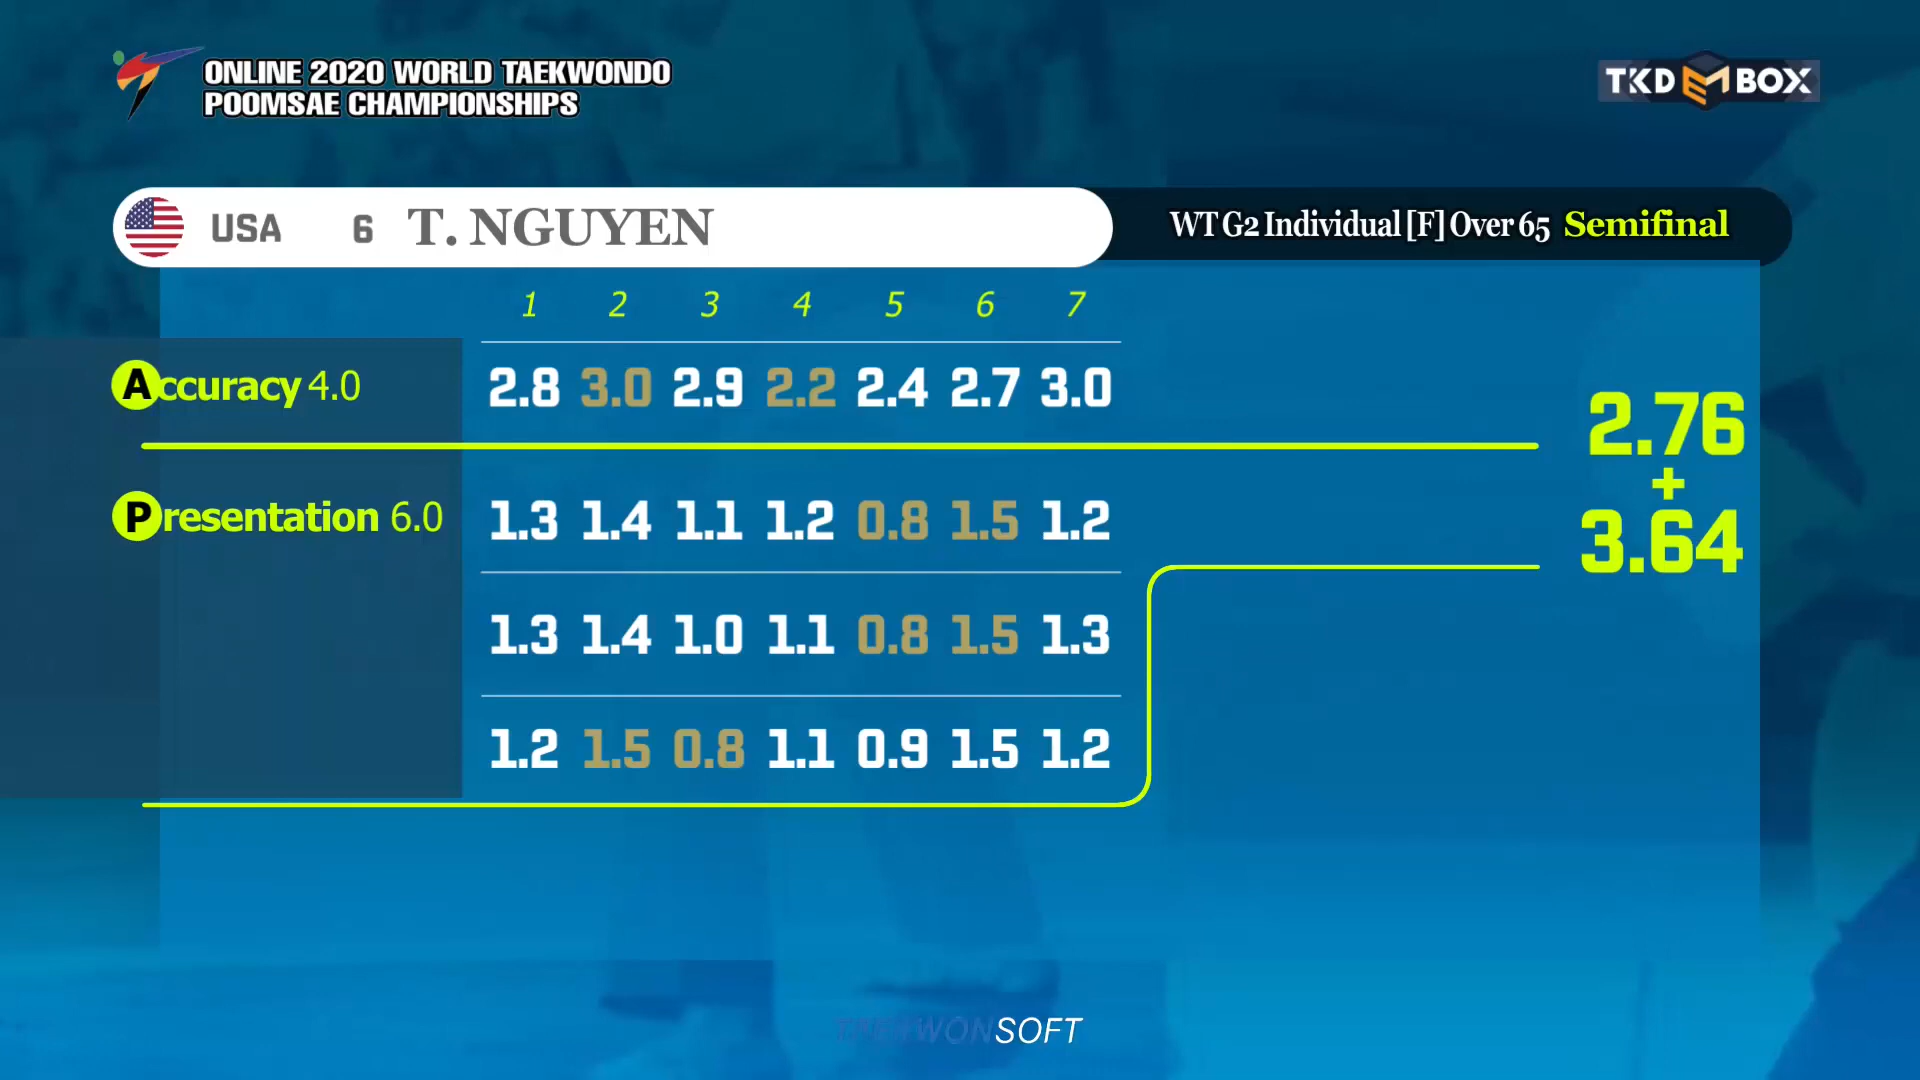 ONLINE 2020 WORLD TAEKWONDO
POOMSAE CHAMPIONSHIPS
TKD BOX
USA 6 T. NGUYEN
WT G2 Individual [F] Over 65 Semifinal
1 2 3 4 5 6 7
Accuracy 4.0 2.8 3.0 2.9 2.2 2.4 2.7 3.0
2.76
+
3.64
Presentation 6.0 1.3 1.4 1.1 1.2 0.8 1.5 1.2
1.3 1.4 1.0 1.1 0.8 1.5 1.3
1.2 1.5 0.8 1.1 0.9 1.5 1.2
TAEKWONSOFT